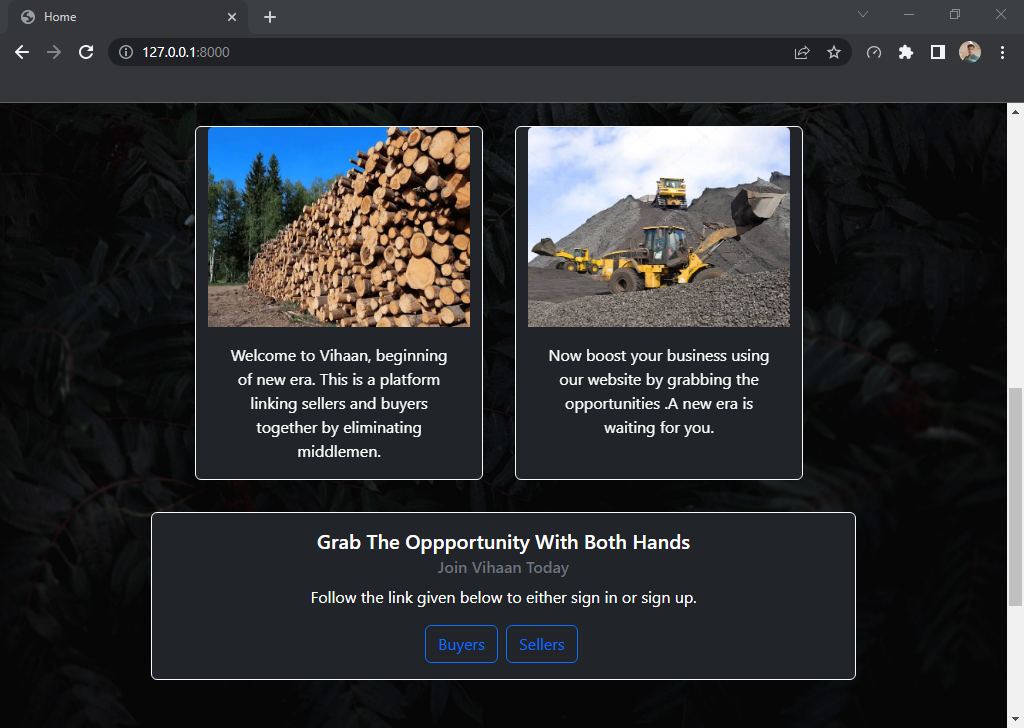 Home
127.0.0.1:8000
Welcome to Vihaan, beginning
of new era. This is a platform
linking sellers and buyers
together by eliminating
middlemen.
Now boost your business using
our website by grabbing the
opportunities .A new era is
waiting for you.
Grab The Oppportunity With Both Hands
Join Vihaan Today
Follow the link given below to either sign in or sign up.
Buyers Sellers